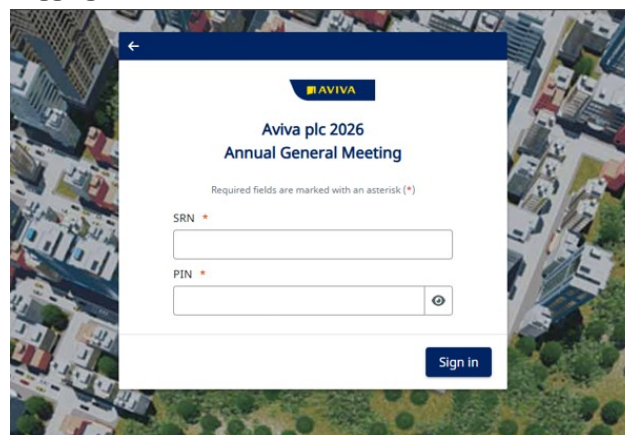 AVIVA
Aviva plc 2026
Annual General Meeting
Required fields are marked with an asterisk (*)
SRN *
PIN *
Sign in